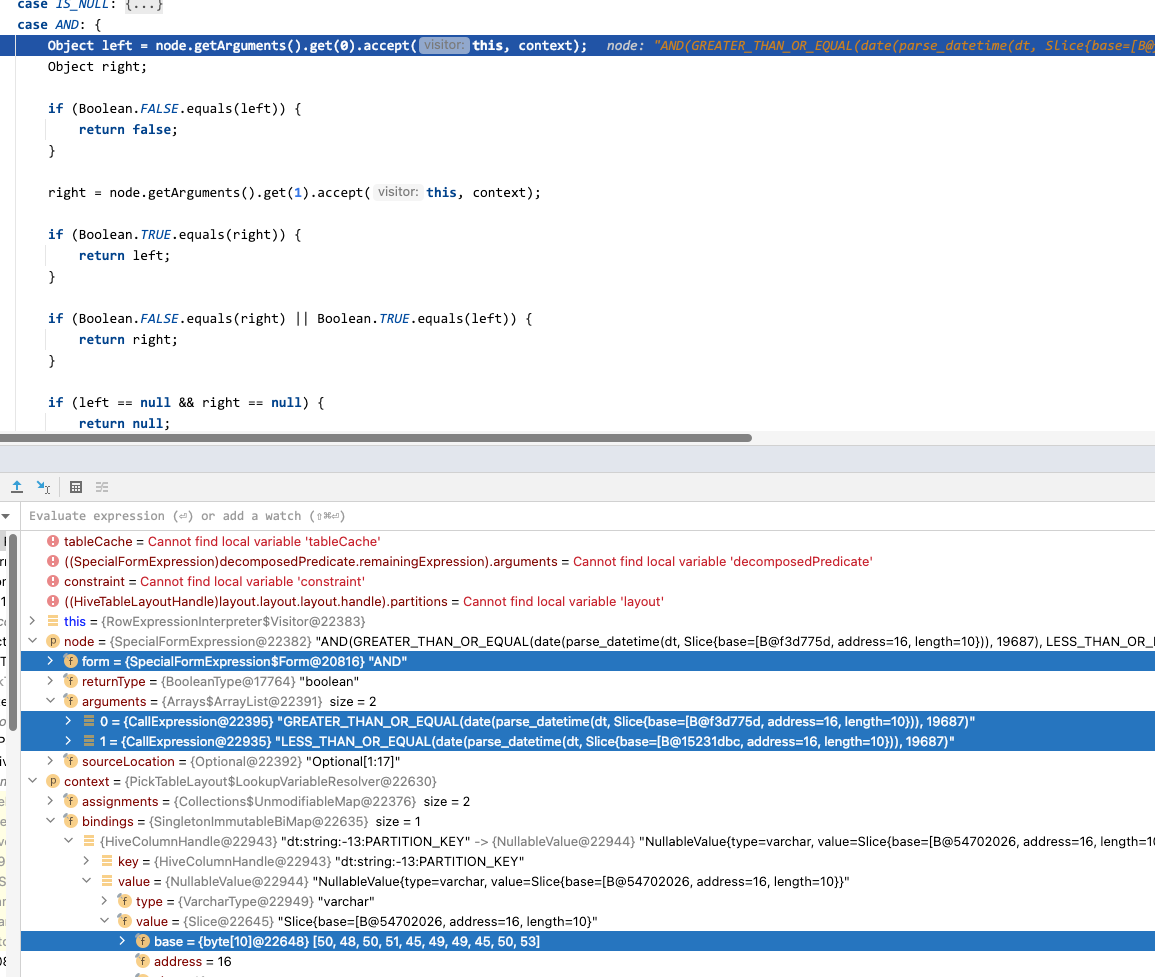 case IS_NULL: {...}
case AND: {
Object left = node.getArguments().get(0).accept( visitor: this, context);   node: "AND(GREATER_THAN_OR_EQUAL(date(parse_datetime(dt, Slice{base=[B@
Object right;
if (Boolean.FALSE.equals(left)) {
return false;
}
right = node.getArguments().get(1).accept( visitor: this, context);
if (Boolean.TRUE.equals(right)) {
return left;
}
if (Boolean.FALSE.equals(right) || Boolean.TRUE.equals(left)) {
return right;
}
if (left == null && right == null) {
return null;
Evaluate expression (⏎) or add a watch (⇧⌘⏎)
tableCache = Cannot find local variable 'tableCache'
((SpecialFormExpression)decomposedPredicate.remainingExpression).arguments = Cannot find local variable 'decomposedPredicate'
constraint = Cannot find local variable 'constraint'
((HiveTableLayoutHandle)layout.layout.layout.handle).partitions = Cannot find local variable 'layout'
this = {RowExpressionInterpreter$Visitor@22383}
node = {SpecialFormExpression@22382} "AND(GREATER_THAN_OR_EQUAL(date(parse_datetime(dt, Slice{base=[B@f3d775d, address=16, length=10})), 19687), LESS_THAN_OR_
form = {SpecialFormExpression$Form@20816} "AND"
returnType = {BooleanType@17764} "boolean"
arguments = {Arrays$ArrayList@22391} size = 2
0 = {CallExpression@22395} "GREATER_THAN_OR_EQUAL(date(parse_datetime(dt, Slice{base=[B@f3d775d, address=16, length=10})), 19687)"
1 = {CallExpression@22935} "LESS_THAN_OR_EQUAL(date(parse_datetime(dt, Slice{base=[B@15231dbc, address=16, length=10})), 19687)"
sourceLocation = {Optional@22392} "Optional[1:17]"
context = {PickTableLayout$LookupVariableResolver@22630}
assignments = {Collections$UnmodifiableMap@22376} size = 2
bindings = {SingletonImmutableBiMap@22635} size = 1
{HiveColumnHandle@22943} "dt:string:-13:PARTITION_KEY" -> {NullableValue@22944} "NullableValue{type=varchar, value=Slice{base=[B@54702026, address=16, length=10
key = {HiveColumnHandle@22943} "dt:string:-13:PARTITION_KEY"
value = {NullableValue@22944} "NullableValue{type=varchar, value=Slice{base=[B@54702026, address=16, length=10}}"
type = {VarcharType@22949} "varchar"
value = {Slice@22645} "Slice{base=[B@54702026, address=16, length=10}"
base = {byte[10]@22648} [50, 48, 50, 51, 45, 49, 49, 45, 50, 53]
address = 16